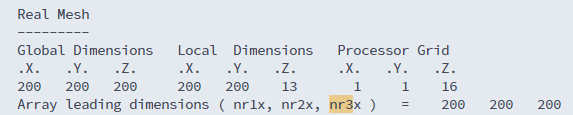 Real Mesh
---------
Global Dimensions   Local  Dimensions   Processor Grid
.X.   .Y.   .Z.     .X.   .Y.   .Z.     .X.   .Y.   .Z.
200   200   200     200   200    13       1     1    16
Array leading dimensions ( nr1x, nr2x, nr3x )   =    200   200   200